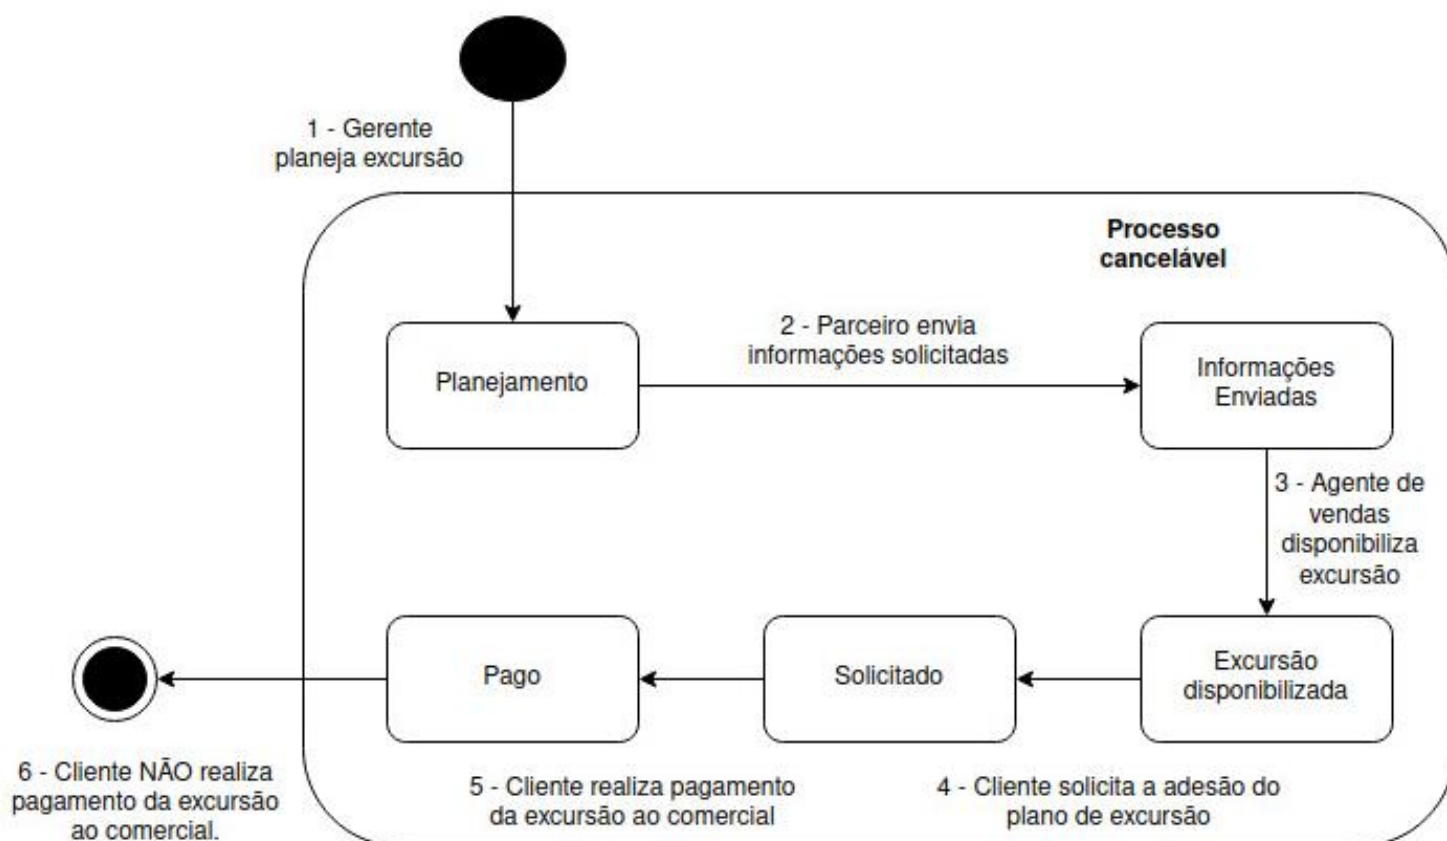 1 - Gerente
planeja excursão
Processo
cancelável
Planejamento
2 - Parceiro envia
informações solicitadas
Informações
Enviadas
3 - Agente de
vendas
disponibiliza
excursão
Excursão
disponibilizada
Solicitado
Pago
4 - Cliente solicita a adesão do
plano de excursão
5 - Cliente realiza pagamento
da excursão ao comercial
6 - Cliente NÃO realiza
pagamento da excursão
ao comercial.